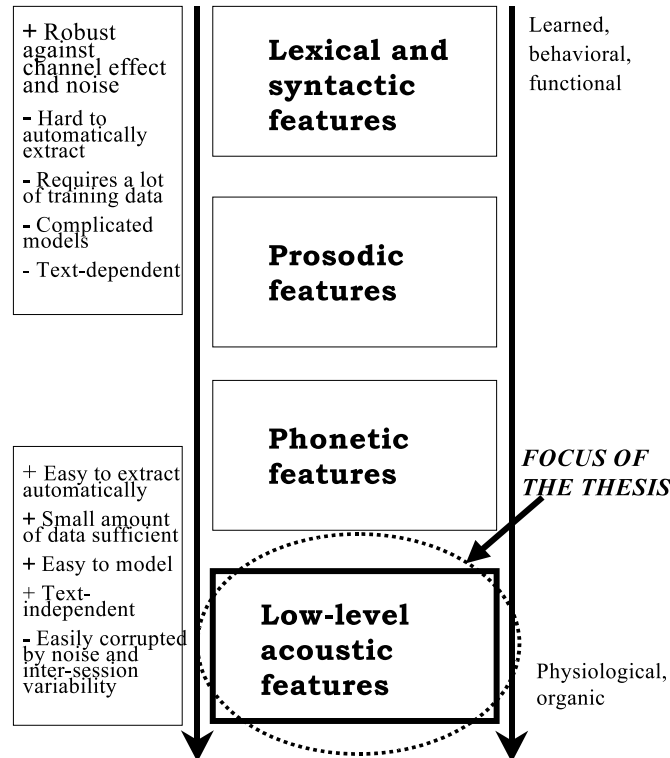 + Robust
against
channel effect
and noise
- Hard to
automatically
extract
- Requires a lot
of training data
- Complicated
models
- Text-dependent
Lexical and
syntactic
features
Learned,
behavioral,
functional
Prosodic
features
Phonetic
features
FOCUS OF
THE THESIS
+ Easy to extract
automatically
+ Small amount
of data sufficient
+ Easy to model
+ Text-
independent
- Easily corrupted
by noise and
inter-session
variability
Low-level
acoustic
features
Physiological,
organic